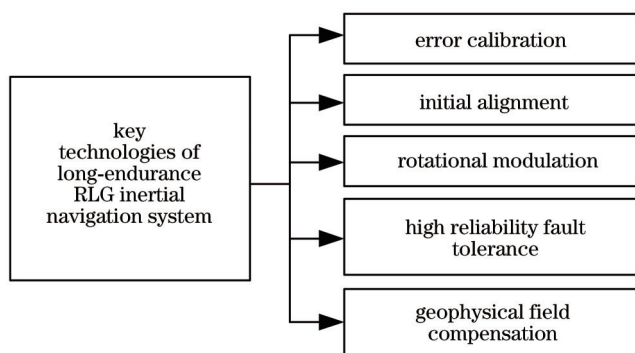 key
technologies of
long-endurance
RLG inertial
navigation system
error calibration
initial alignment
rotational modulation
high reliability fault
tolerance
geophysical field
compensation